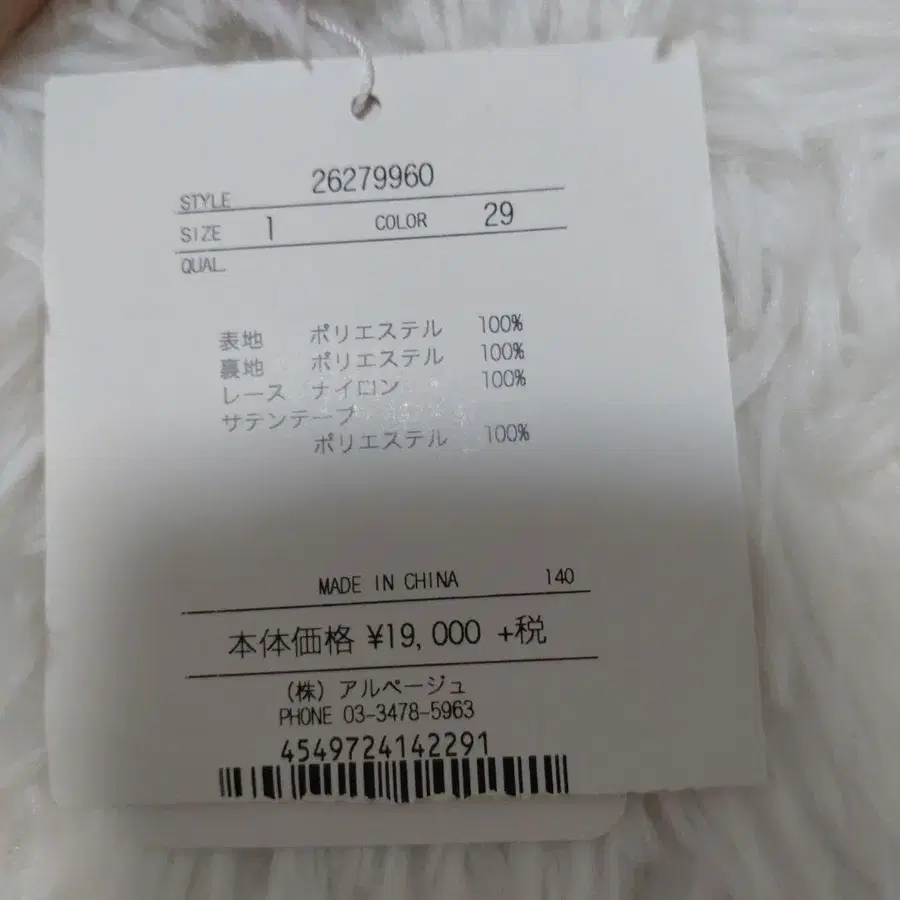 STYLE 26279960
SIZE 1 COLOR 29
QUAL.
表地 ポリエステル 100%
裏地 ポリエステル 100%
レース ナイロン 100%
サテンテープ
ポリエステル 100%
MADE IN CHINA 140
本体価格 ¥19,000 +税
(株) アルページュ
PHONE 03-3478-5963
4549724142291